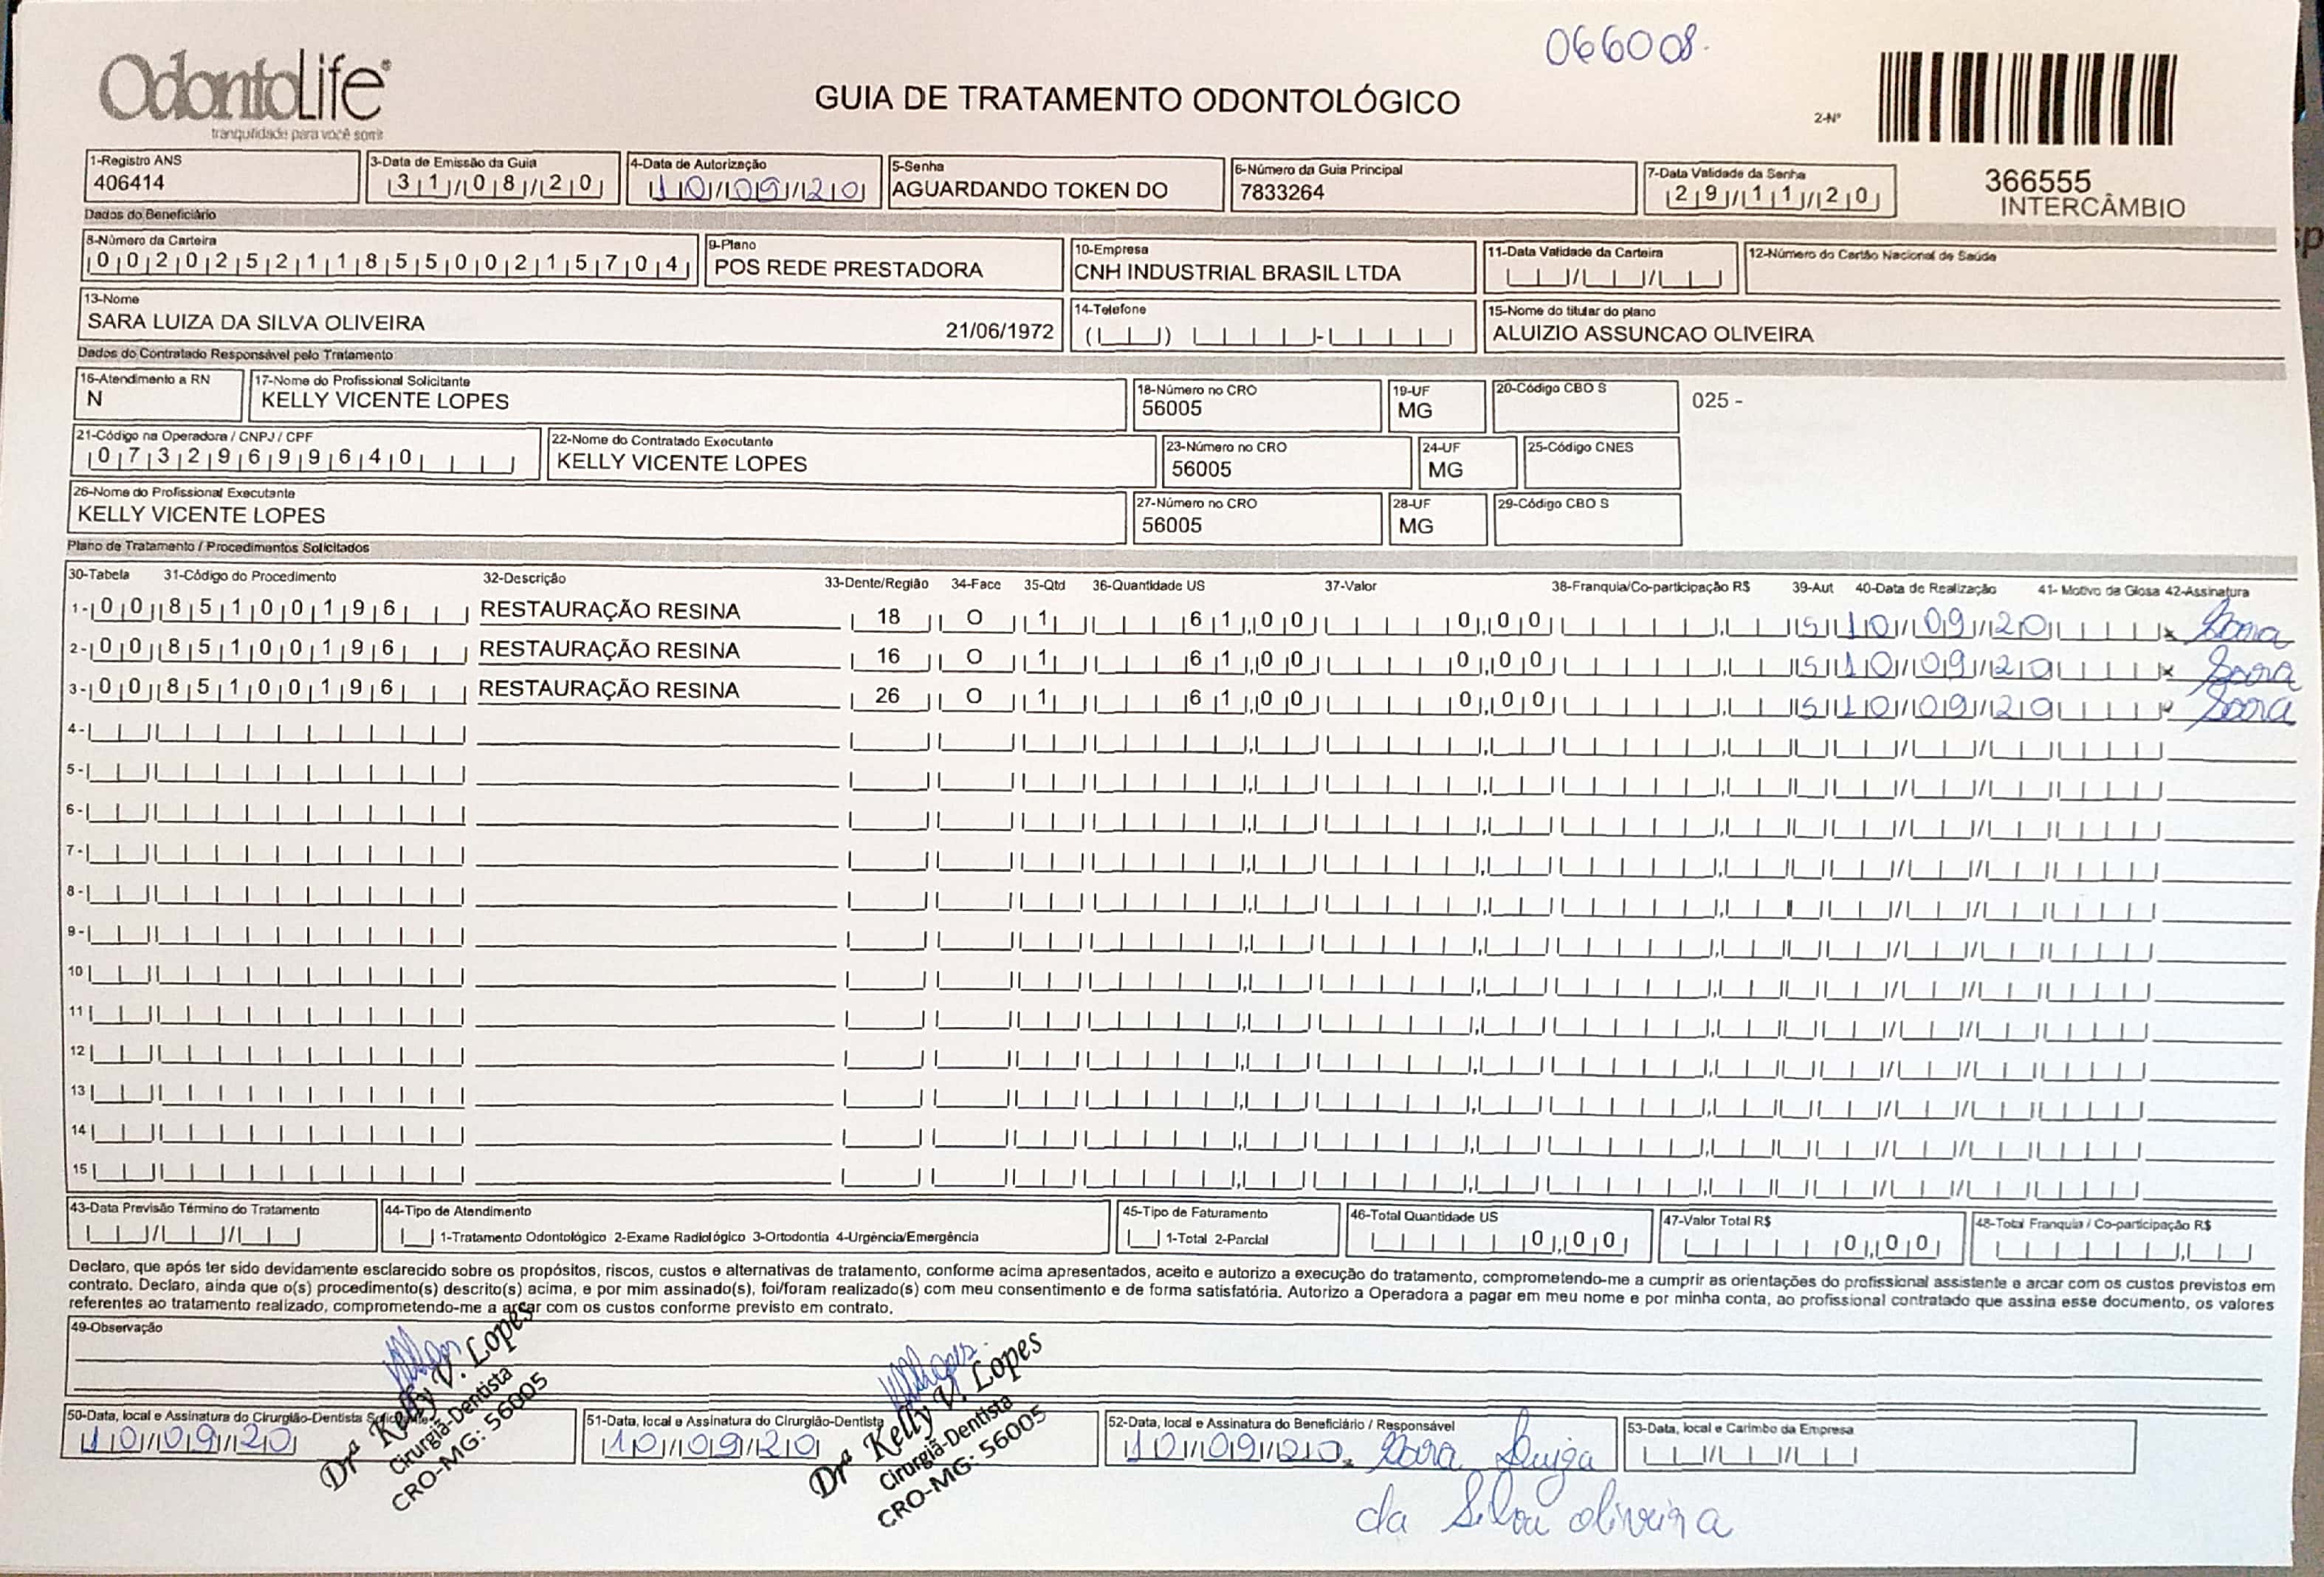 066008
OdontoLife®
tranquilidade para você sorrir
GUIA DE TRATAMENTO ODONTOLÓGICO
2-Nº
366555
INTERCÂMBIO
1-Registro ANS
406414
3-Data de Emissão da Guia
31/08/20
4-Data de Autorização
10/09/20
5-Senha
AGUARDANDO TOKEN DO
6-Número da Guia Principal
7833264
7-Data Validade da Senha
29/11/20
Dados do Beneficiário
8-Número da Carteira
00202521185500215704
9-Plano
POS REDE PRESTADORA
10-Empresa
CNH INDUSTRIAL BRASIL LTDA
11-Data Validade da Carteira
12-Número do Cartão Nacional de Saúde
13-Nome
SARA LUIZA DA SILVA OLIVEIRA 21/06/1972
14-Telefone
15-Nome do titular do plano
ALUIZIO ASSUNCAO OLIVEIRA
Dados do Contratado Responsável pelo Tratamento
16-Atendimento a RN
N
17-Nome do Profissional Solicitante
KELLY VICENTE LOPES
18-Número no CRO
56005
19-UF
MG
20-Código CBO S
025 -
21-Código na Operadora / CNPJ / CPF
07329699640
22-Nome do Contratado Executante
KELLY VICENTE LOPES
23-Número no CRO
56005
24-UF
MG
25-Código CNES
26-Nome do Profissional Executante
KELLY VICENTE LOPES
27-Número no CRO
56005
28-UF
MG
29-Código CBO S
Plano de Tratamento / Procedimentos Solicitados
30-Tabela 31-Código do Procedimento 32-Descrição 33-Dente/Região 34-Face 35-Qtd 36-Quantidade US 37-Valor 38-Franquia/Co-participação R$ 39-Aut 40-Data de Realização 41- Motivo da Glosa 42-Assinatura
1- 00 85100196 RESTAURAÇÃO RESINA 18 O 1 61,00 0,00 S 10/09/20 x Sara
2- 00 85100196 RESTAURAÇÃO RESINA 16 O 1 61,00 0,00 S 10/09/20 x Sara
3- 00 85100196 RESTAURAÇÃO RESINA 26 O 1 61,00 0,00 S 10/09/20 x Sara
4-
5-
6-
7-
8-
9-
10
11
12
13
14
15
43-Data Previsão Término do Tratamento
44-Tipo de Atendimento
1-Tratamento Odontológico 2-Exame Radiológico 3-Ortodontia 4-Urgência/Emergência
45-Tipo de Faturamento
1-Total 2-Parcial
46-Total Quantidade US
0,00
47-Valor Total R$
0,00
48-Total Franquia / Co-participação R$
Declaro, que após ter sido devidamente esclarecido sobre os propósitos, riscos, custos e alternativas de tratamento, conforme acima apresentados, aceito e autorizo a execução do tratamento, comprometendo-me a cumprir as orientações do profissional assistente e arcar com os custos previstos em
contrato. Declaro, ainda que o(s) procedimento(s) descrito(s) acima, e por mim assinado(s), foi/foram realizado(s) com meu consentimento e de forma satisfatória. Autorizo a Operadora a pagar em meu nome e por minha conta, ao profissional contratado que assina esse documento, os valores
referentes ao tratamento realizado, comprometendo-me a arcar com os custos conforme previsto em contrato.
49-Observação
50-Data, local e Assinatura do Cirurgião-Dentista Solicitante
10/09/20
Drª Kelly V. Lopes
Cirurgiã-Dentista
CRO-MG: 56005
51-Data, local e Assinatura do Cirurgião-Dentista
10/09/20
Drª Kelly V. Lopes
Cirurgiã-Dentista
CRO-MG: 56005
52-Data, local e Assinatura do Beneficiário / Responsável
10/09/20 Sara Luiza
da Silva oliveira
53-Data, local e Carimbo da Empresa